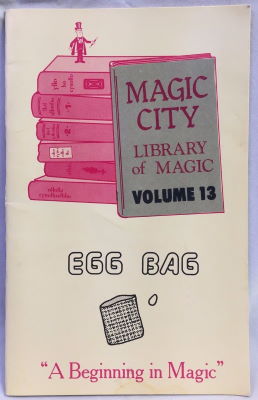 MAGIC
CITY
LIBRARY
of MAGIC
VOLUME 13
EGG BAG
"A Beginning in Magic"